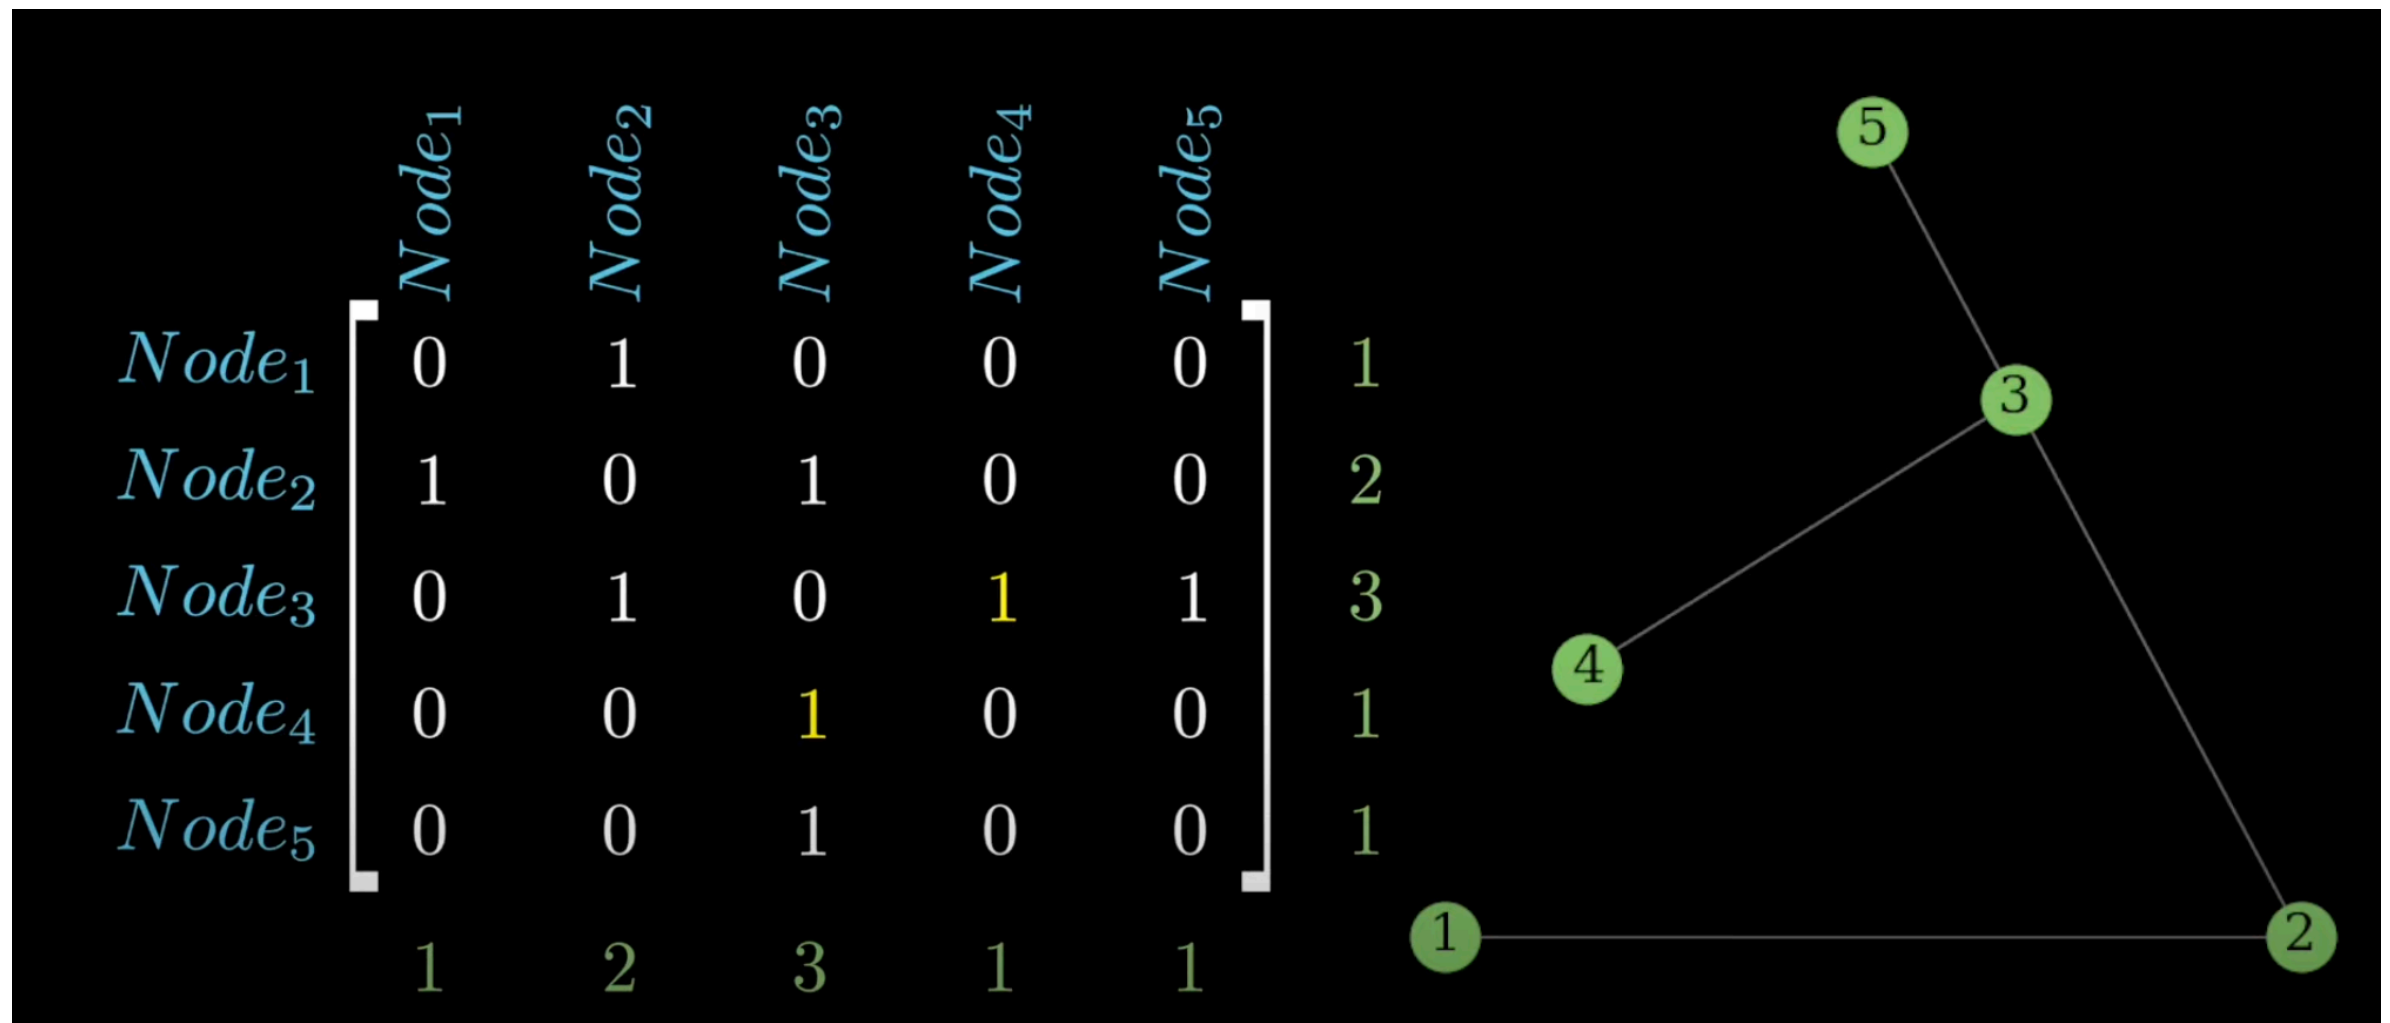 Node₁ Node₂ Node₃ Node₄ Node₅
Node₁ 0 1 0 0 0 1
Node₂ 1 0 1 0 0 2
Node₃ 0 1 0 1 1 3
Node₄ 0 0 1 0 0 1
Node₅ 0 0 1 0 0 1
1 2 3 1 1
5
3
4
1 2